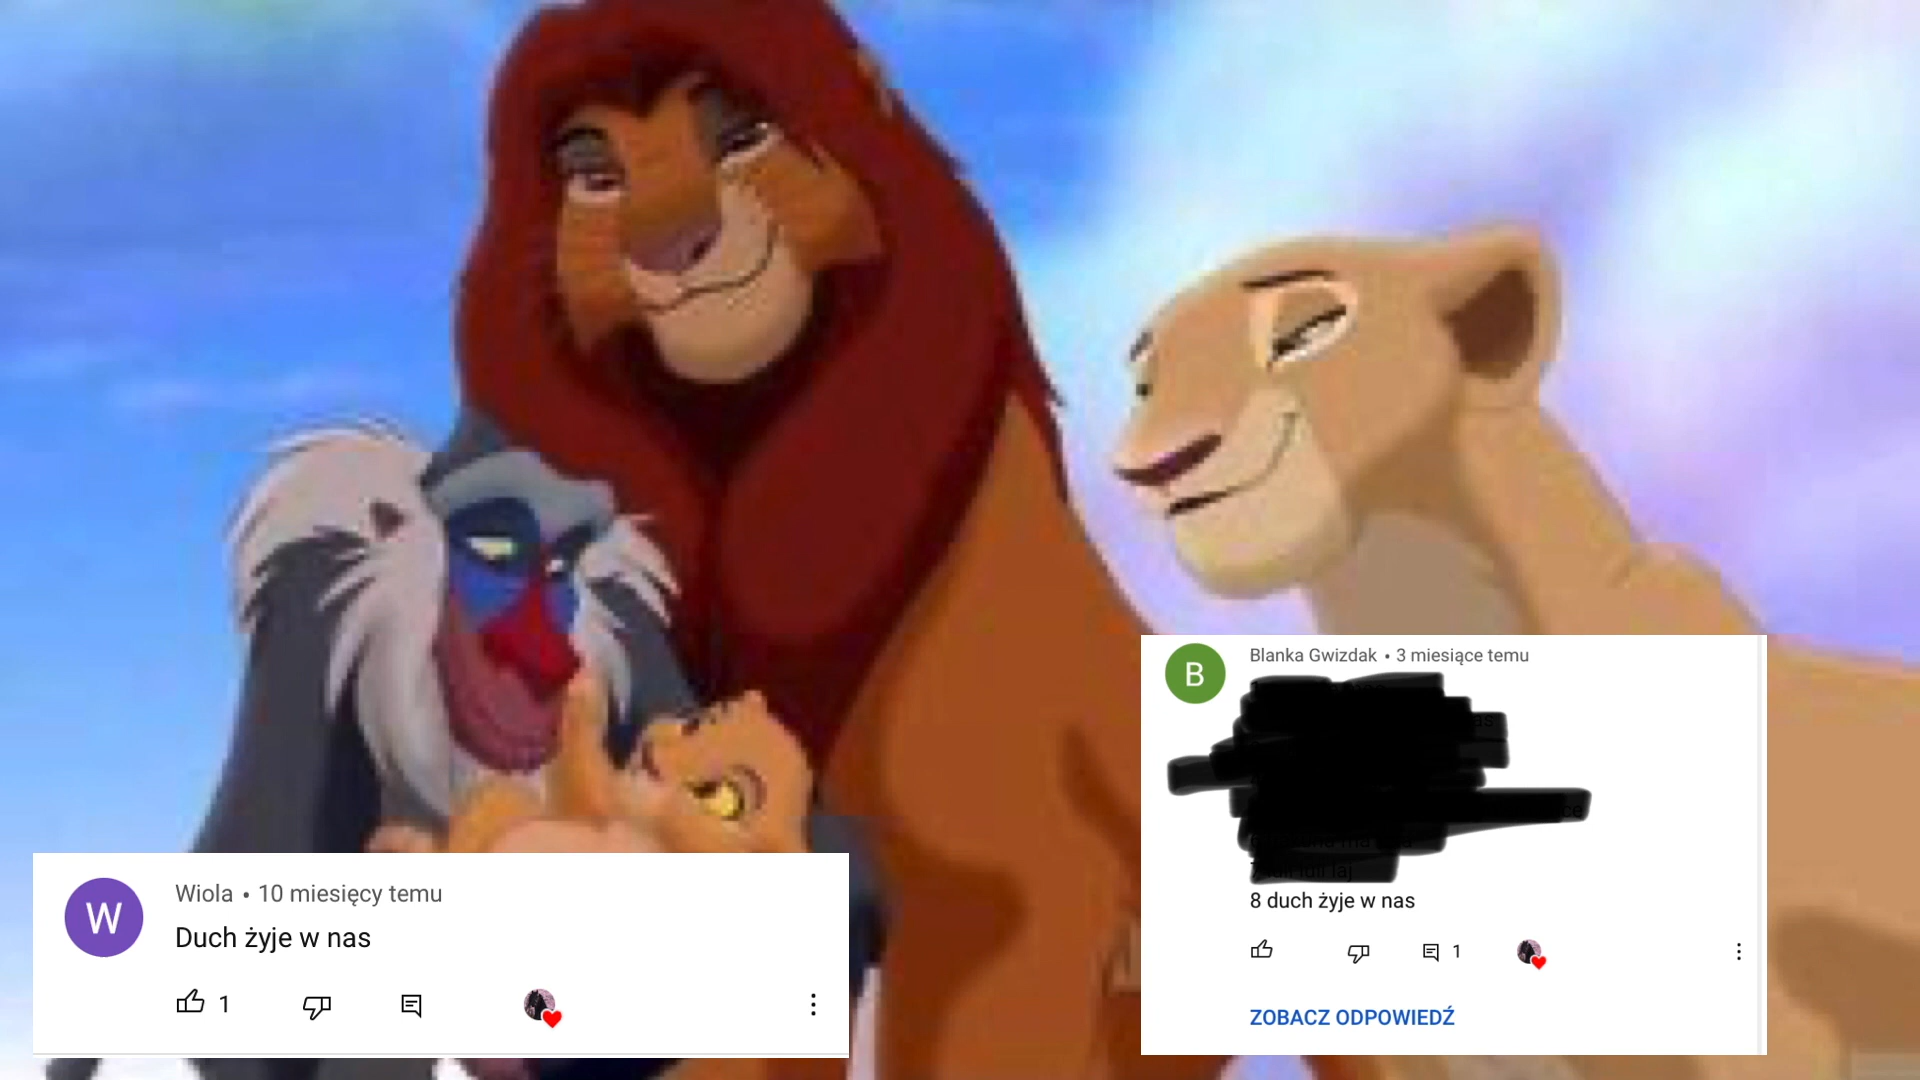 W
Wiola • 10 miesięcy temu
Duch żyje w nas
1
B
Blanka Gwizdak • 3 miesiące temu
8 duch żyje w nas
1
ZOBACZ ODPOWIEDŹ